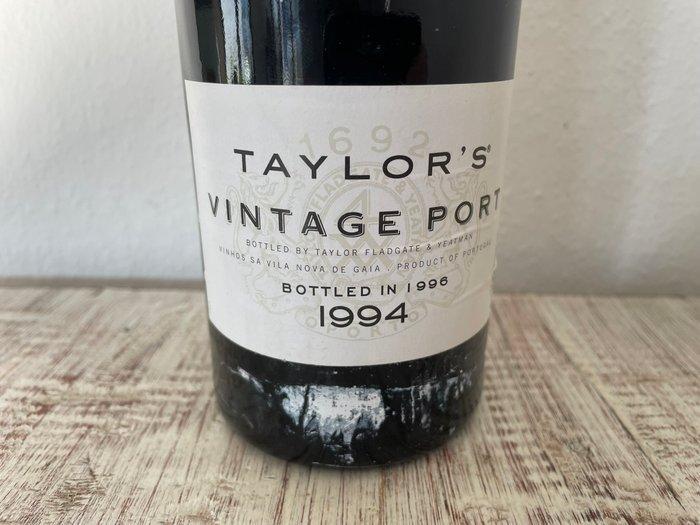 1692
TAYLOR'S®
VINTAGE PORT
BOTTLED BY TAYLOR FLADGATE & YEATMAN
VINHOS SA VILA NOVA DE GAIA . PRODUCT OF PORTUGAL
BOTTLED IN 1996
1994